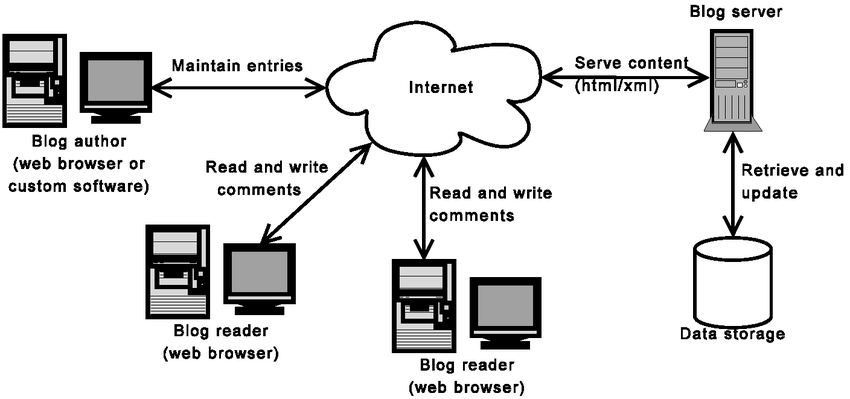 Blog server
Maintain entries
Internet
Serve content
(html/xml)
Blog author
(web browser or
custom software)
Read and write
comments
Read and write
comments
Retrieve and
update
Blog reader
(web browser)
Data storage
Blog reader
(web browser)